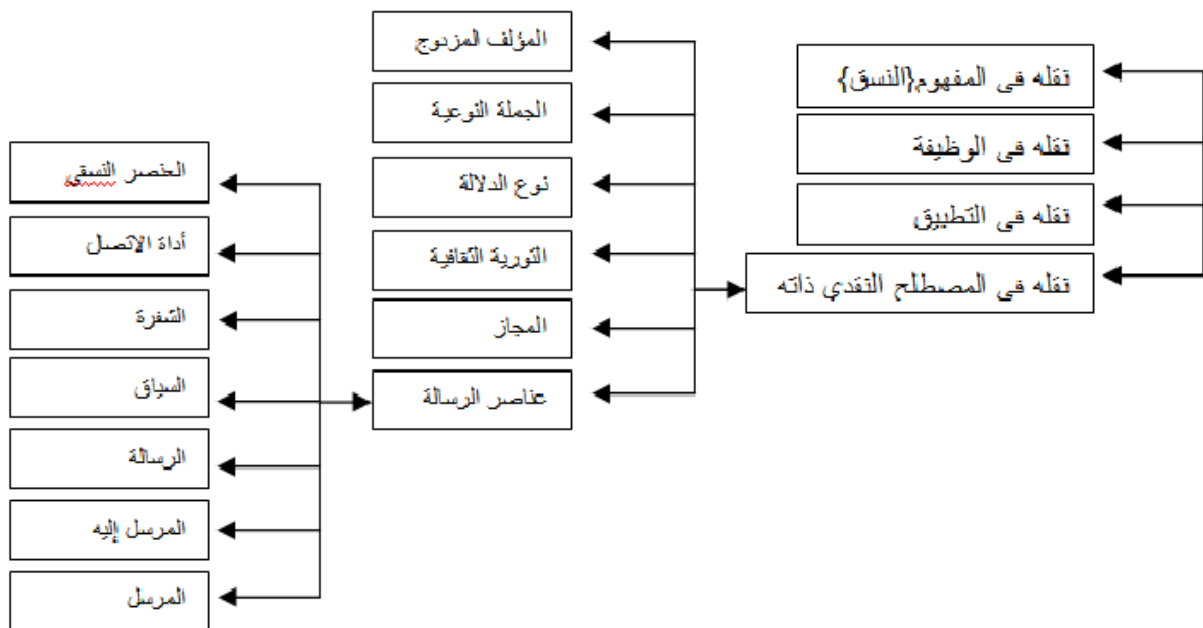 نقله في المفهوم{النسق}
نقله في الوظيفة
نقله في التطبيق
نقله في المصطلح النقدي ذاته
المؤلف المزدوج
الجملة النوعية
نوع الدلالة
التورية الثقافية
المجاز
عناصر الرسالة
العنصر النسقي
أداة الاتصال
الشفرة
السياق
الرسالة
المرسل إليه
المرسل